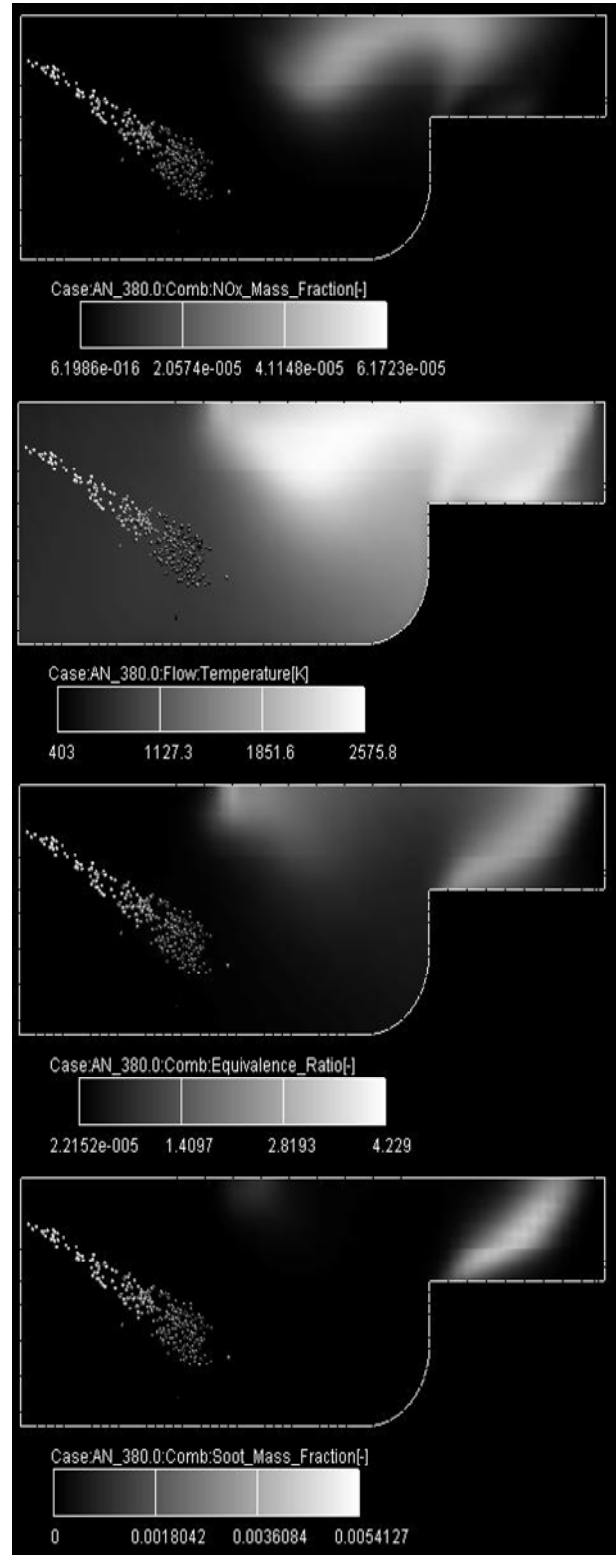 Case:AN_380.0:Comb:NOx_Mass_Fraction[-]
6.1986e-016 2.0574e-005 4.1148e-005 6.1723e-005
Case:AN_380.0:Flow:Temperature[K]
403 1127.3 1851.6 2575.8
Case:AN_380.0:Comb:Equivalence_Ratio[-]
2.2152e-005 1.4097 2.8193 4.229
Case:AN_380.0:Comb:Soot_Mass_Fraction[-]
0 0.0018042 0.0036084 0.0054127